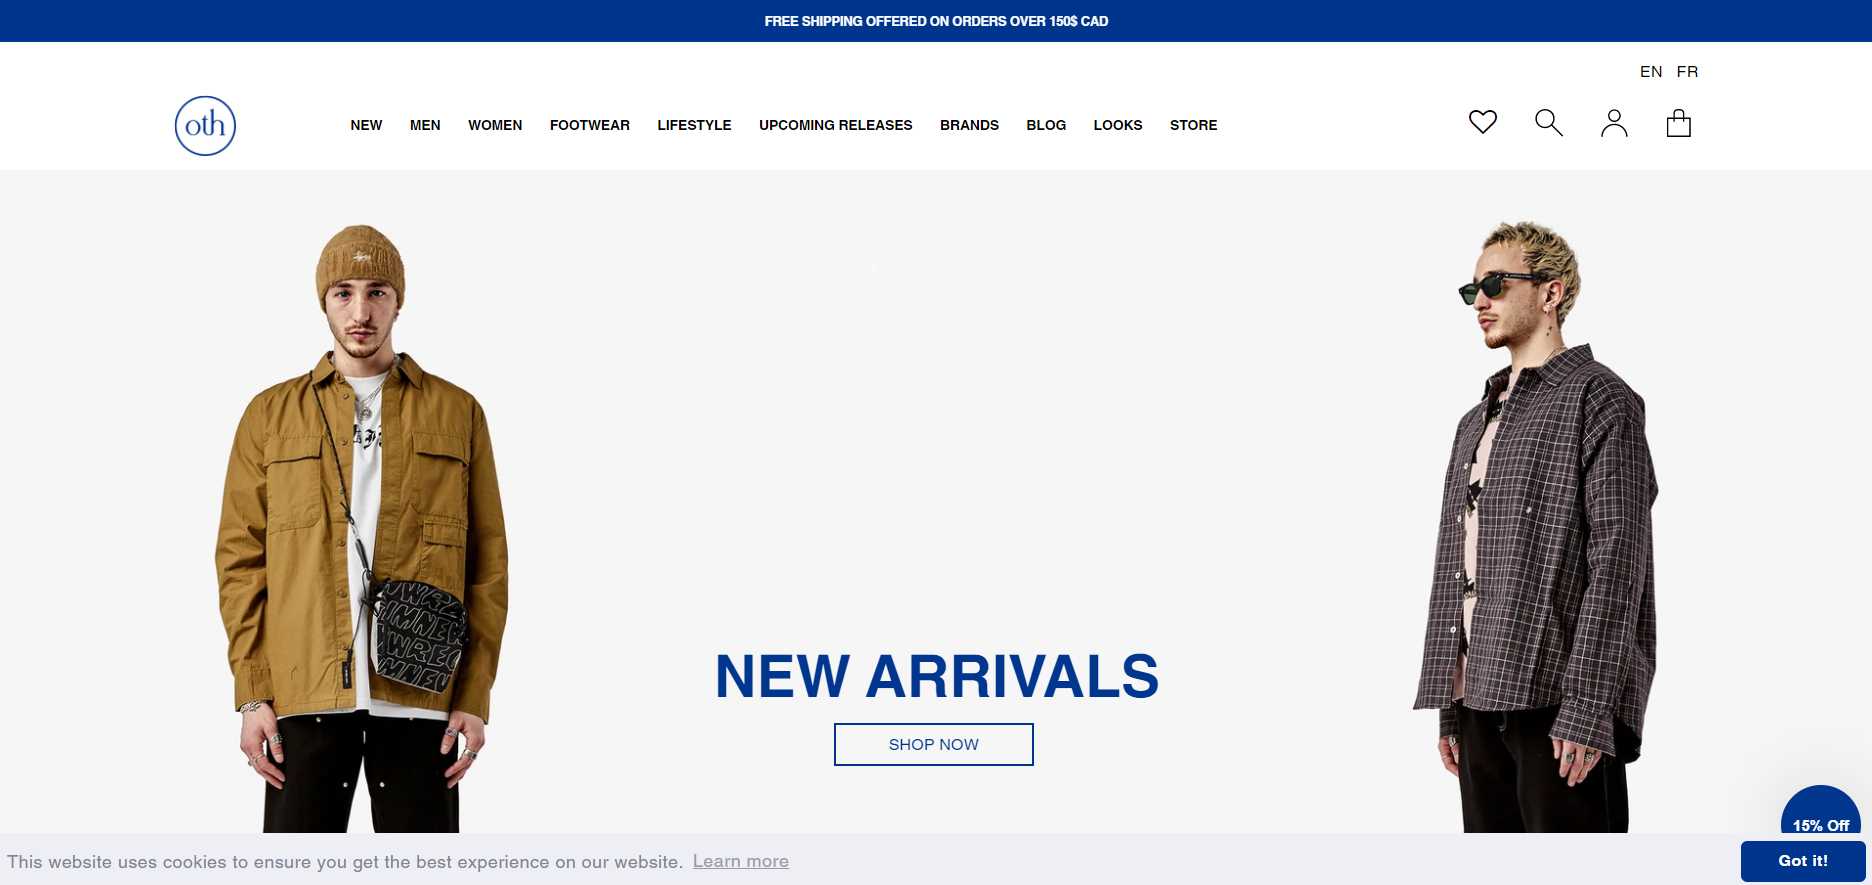 FREE SHIPPING OFFERED ON ORDERS OVER 150$ CAD
EN FR
oth
NEW MEN WOMEN FOOTWEAR LIFESTYLE UPCOMING RELEASES BRANDS BLOG LOOKS STORE
NEW ARRIVALS
SHOP NOW
15% Off
This website uses cookies to ensure you get the best experience on our website. Learn more
Got it!